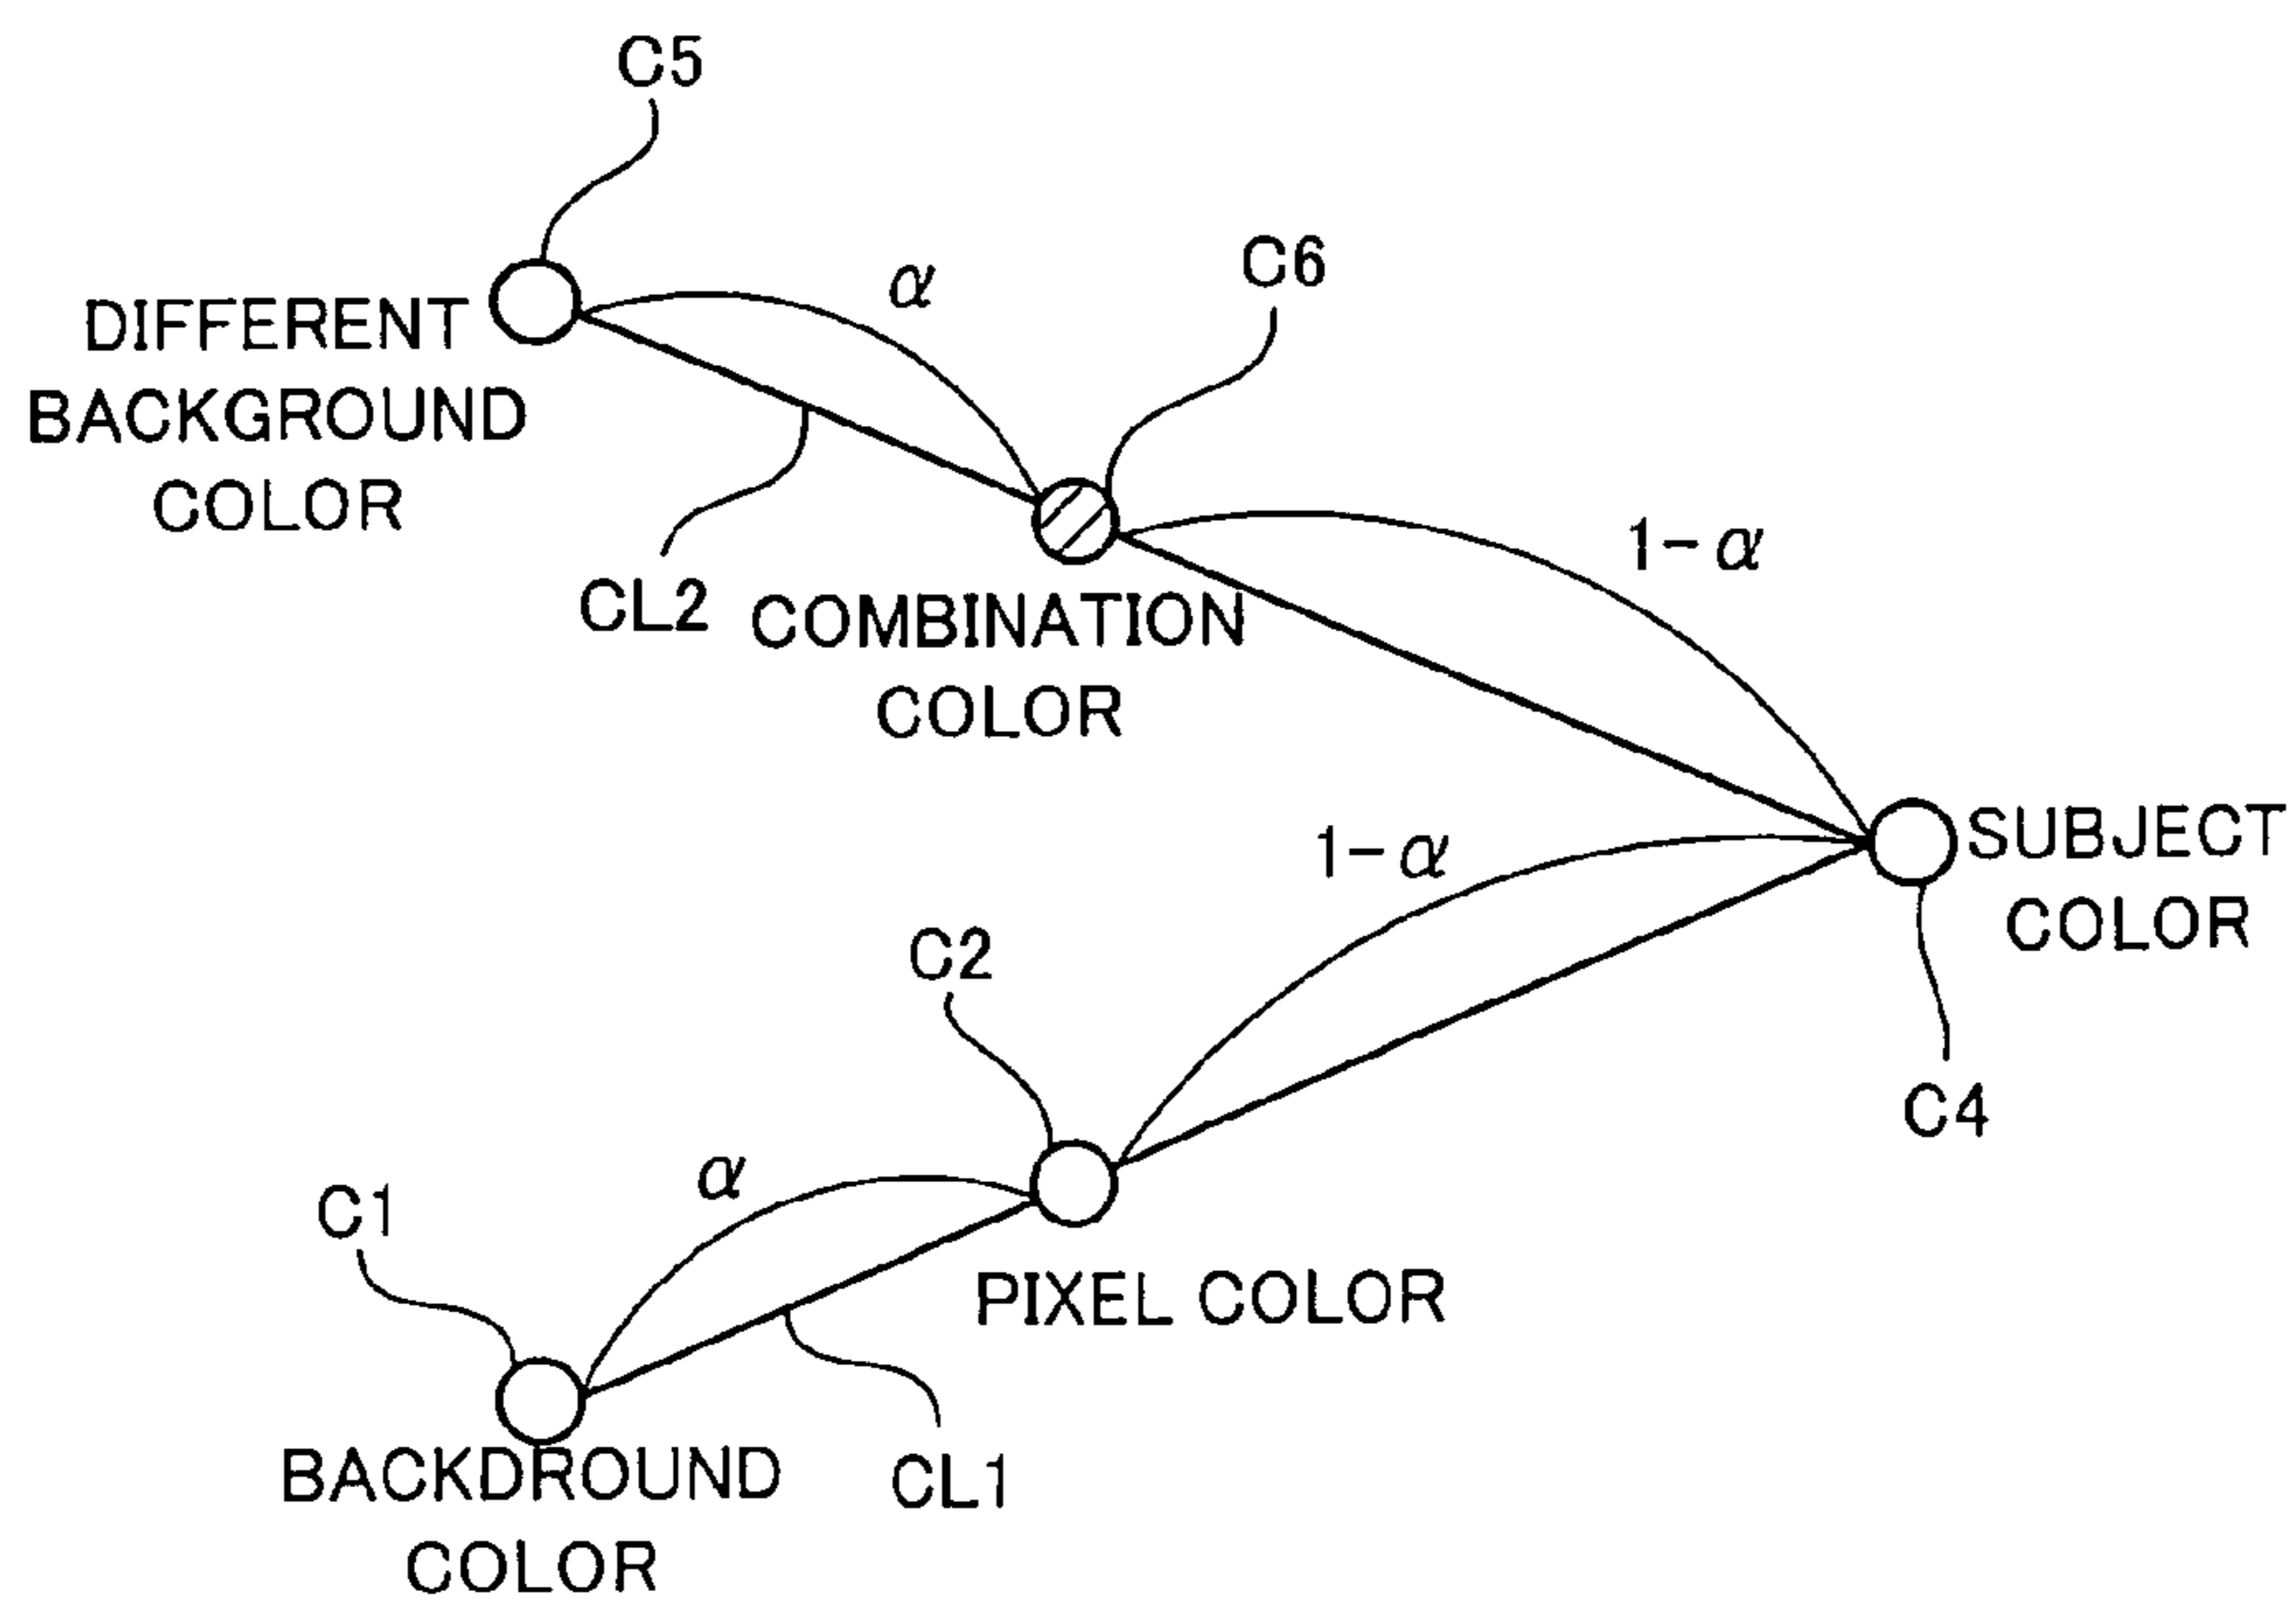 C5
α
C6
DIFFERENT
BACKGROUND
COLOR
1-α
CL2
COMBINATION
COLOR
SUBJECT
COLOR
1-α
C2
C4
α
C1
PIXEL COLOR
CL1
BACKDROUND
COLOR